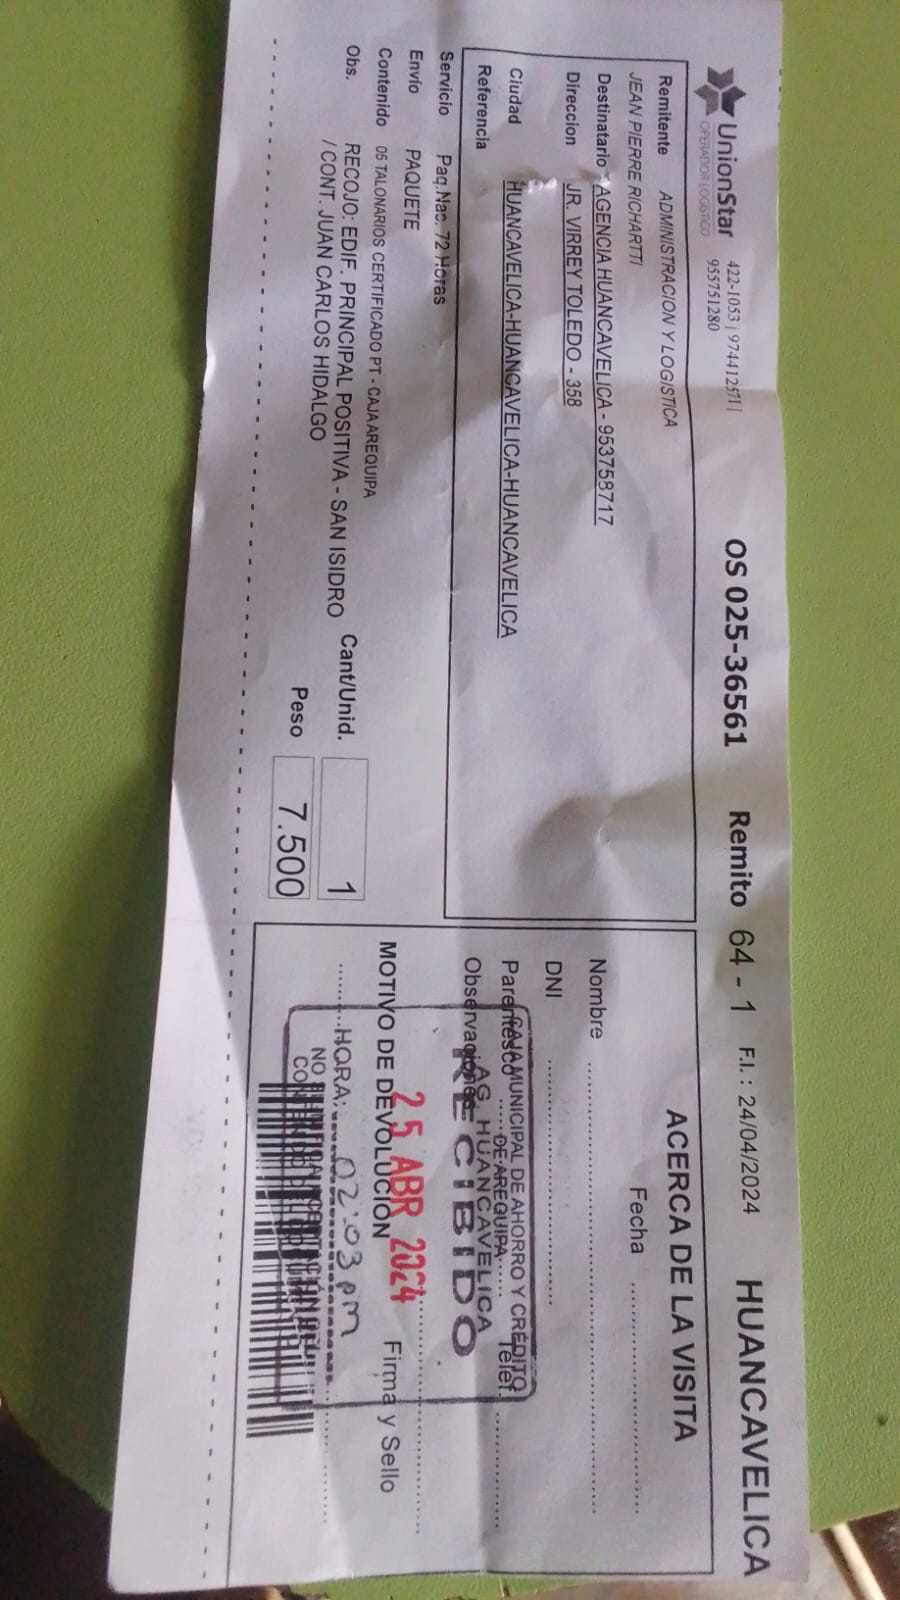 UnionStar
OPERADOR LOGISTICO
422-1053 | 974412571 |
955751280
OS 025-36561 Remito 64 - 1 F.I.: 24/04/2024 HUANCAVELICA
Remitente ADMINISTRACION Y LOGISTICA
JEAN PIERRE RICHARTTI
Destinatario AGENCIA HUANCAVELICA - 953758717
Direccion JR. VIRREY TOLEDO - 358
Ciudad HUANCAVELICA-HUANCAVELICA-HUANCAVELICA
Referencia
Servicio Paq.Nac. 72 Horas
Envío PAQUETE
Contenido 05 TALONARIOS CERTIFICADO PT - CAJA AREQUIPA
Obs. RECOJO: EDIF. PRINCIPAL POSITIVA - SAN ISIDRO
/ CONT. JUAN CARLOS HIDALGO
Cant/Unid. 1
Peso 7.500
ACERCA DE LA VISITA
Fecha
Nombre
DNI
Parentesco Telef.
Observaciones
MOTIVO DE DEVOLUCIÓN Firma y Sello
CAJA MUNICIPAL DE AHORRO Y CRÉDITO
DE AREQUIPA
AG. HUANCAVELICA
RECIBIDO
25 ABR 2024
HORA: 02:03 pm
NO